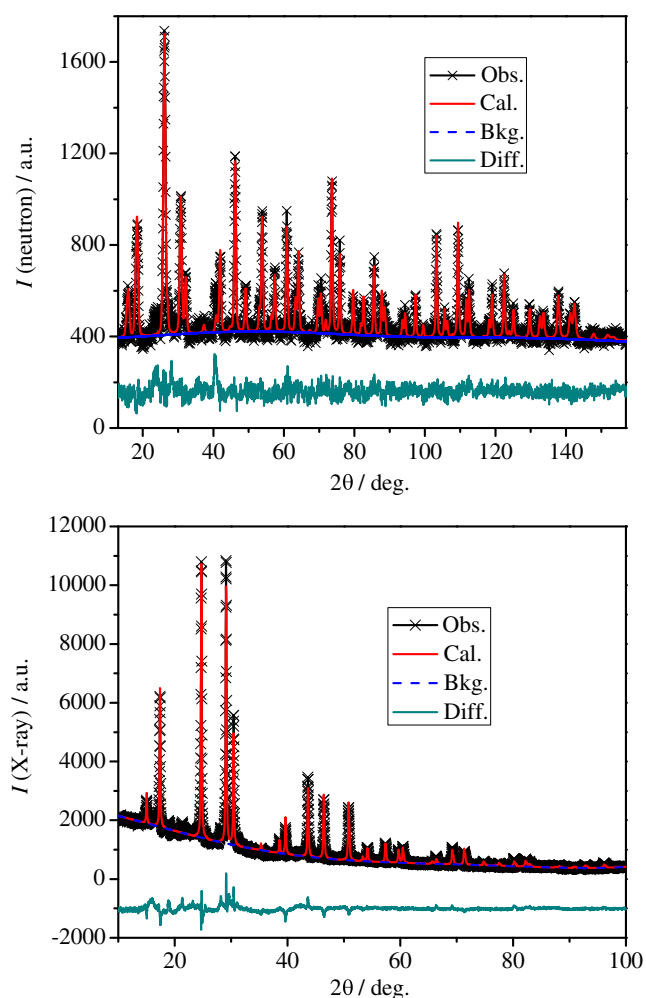 1600
1200
800
400
0
I (neutron) / a.u.
Obs.
Cal.
Bkg.
Diff.
20 40 60 80 100 120 140
2θ / deg.
12000
10000
8000
6000
4000
2000
0
-2000
I (X-ray) / a.u.
Obs.
Cal.
Bkg.
Diff.
20 40 60 80 100
2θ / deg.